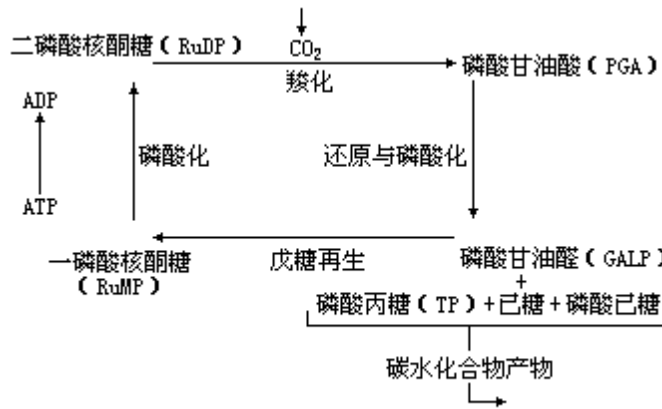 二磷酸核酮糖(RuDP)
CO2
羧化
磷酸甘油酸(PGA)
ADP
磷酸化
还原与磷酸化
ATP
一磷酸核酮糖
(RuMP)
戊糖再生
磷酸甘油醛(GALP)
+
磷酸丙糖(TP)+己糖+磷酸己糖
碳水化合物产物